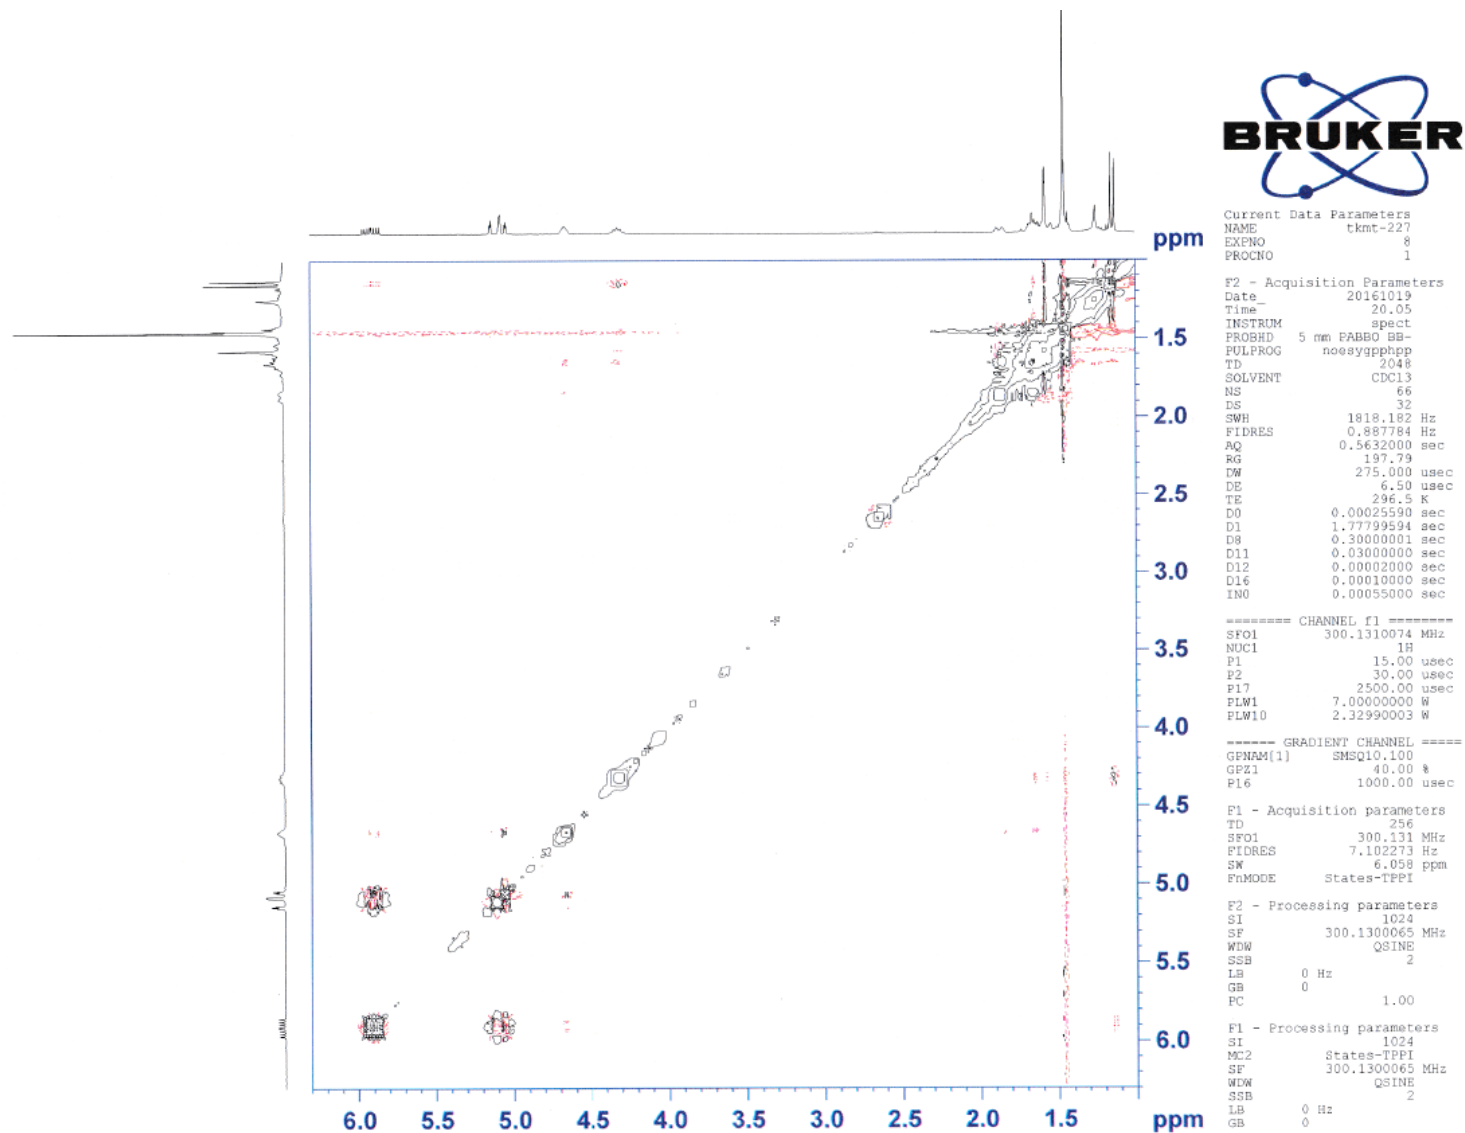 BRUKER
Current Data Parameters
NAME tkmt-227
EXPNO 8
PROCNO 1
F2 - Acquisition Parameters
Date_ 20161019
Time 20.05
INSTRUM spect
PROBHD 5 mm PABBO BB-
PULPROG noesygpphpp
TD 2048
SOLVENT CDCl3
NS 66
DS 32
SWH 1818.182 Hz
FIDRES 0.887784 Hz
AQ 0.5632000 sec
RG 197.79
DW 275.000 usec
DE 6.50 usec
TE 296.5 K
D0 0.00025590 sec
D1 1.77799594 sec
D8 0.30000001 sec
D11 0.03000000 sec
D12 0.00002000 sec
D16 0.00010000 sec
IN0 0.00055000 sec
======== CHANNEL f1 ========
SFO1 300.1310074 MHz
NUC1 1H
P1 15.00 usec
P2 30.00 usec
P17 2500.00 usec
PLW1 7.00000000 W
PLW10 2.32990003 W
====== GRADIENT CHANNEL =====
GPNAM[1] SMSQ10.100
GPZ1 40.00 %
P16 1000.00 usec
F1 - Acquisition parameters
TD 256
SFO1 300.131 MHz
FIDRES 7.102273 Hz
SW 6.058 ppm
FnMODE States-TPPI
F2 - Processing parameters
SI 1024
SF 300.1300065 MHz
WDW QSINE
SSB 2
LB 0 Hz
GB 0
PC 1.00
F1 - Processing parameters
SI 1024
MC2 States-TPPI
SF 300.1300065 MHz
WDW QSINE
SSB 2
LB 0 Hz
GB 0
ppm
1.5
2.0
2.5
3.0
3.5
4.0
4.5
5.0
5.5
6.0
6.0 5.5 5.0 4.5 4.0 3.5 3.0 2.5 2.0 1.5 ppm